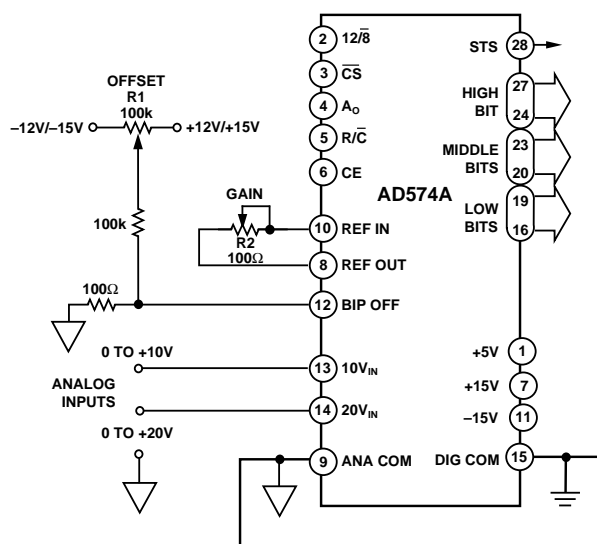 OFFSET
R1
100k
–12V/–15V
+12V/+15V
100k
100Ω
GAIN
R2
100Ω
0 TO +10V
ANALOG
INPUTS
0 TO +20V
2 12/8̅
3 C̅S̅
4 AO
5 R/C̅
6 CE
10 REF IN
8 REF OUT
12 BIP OFF
13 10VIN
14 20VIN
9 ANA COM
AD574A
STS 28
HIGH
BIT
27
24
MIDDLE
BITS
23
20
LOW
BITS
19
16
+5V 1
+15V 7
–15V 11
DIG COM 15